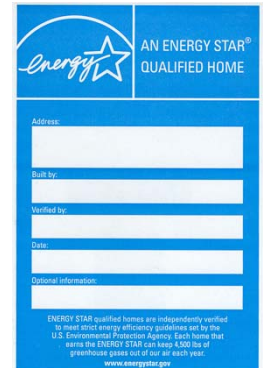 energy
AN ENERGY STAR®
QUALIFIED HOME
Address:
Built by:
Verified by:
Date:
Optional information:
ENERGY STAR qualified homes are independently verified
to meet strict energy efficiency guidelines set by the
U.S. Environmental Protection Agency. Each home that
earns the ENERGY STAR can keep 4,500 lbs of
greenhouse gases out of our air each year.
www.energystar.gov